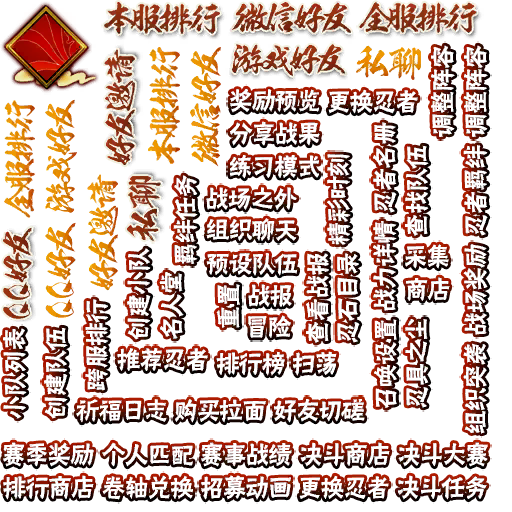 本服排行
微信好友
全服排行
游戏好友
私聊
好友邀请
本服排行
微信好友
调整阵容
调整阵容
奖励预览
更换忍者
分享战果
练习模式
全服排行
游戏好友
好友邀请
私聊
羁绊任务
战场之外
组织聊天
精彩时刻
忍者名册
查找队伍
忍者羁绊
QQ好友
QQ好友
创建小队
名人堂
预设队伍
重置
战报
冒险
查看战报
忍石目录
战力详情
采集
商店
战场奖励
小队列表
创建队伍
跨服排行
推荐忍者
排行榜
扫荡
召唤设置
忍具之尘
组织突袭
祈福日志
购买拉面
好友切磋
赛季奖励
个人匹配
赛事战绩
决斗商店
决斗大赛
排行商店
卷轴兑换
招募动画
更换忍者
决斗任务